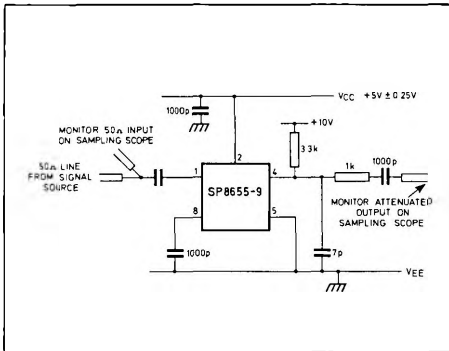 VCC +5V ± 0.25V
1000p
+10V
3.3k
MONITOR 50Ω INPUT
ON SAMPLING SCOPE
50Ω LINE
FROM SIGNAL
SOURCE
1
2
4
8
5
SP8655-9
1k
1000p
MONITOR ATTENUATED
OUTPUT ON
SAMPLING SCOPE
1000p
7p
VEE